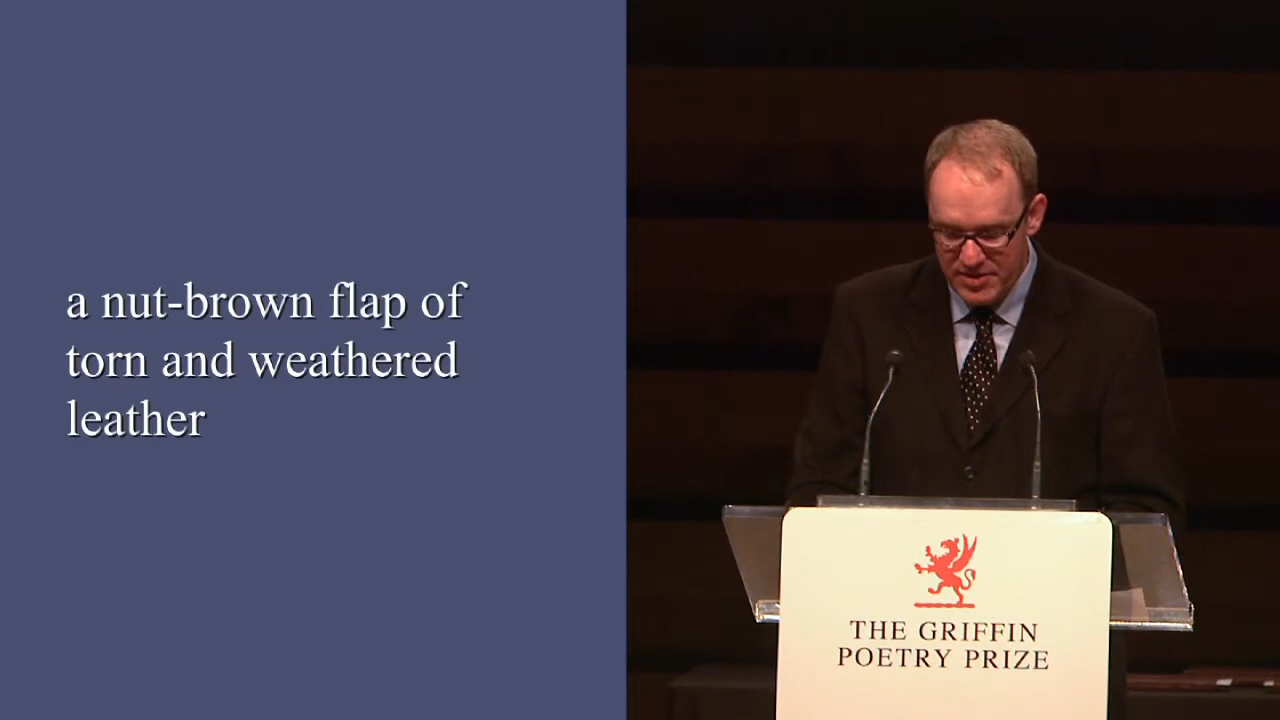 a nut-brown flap of
torn and weathered
leather
THE GRIFFIN
POETRY PRIZE